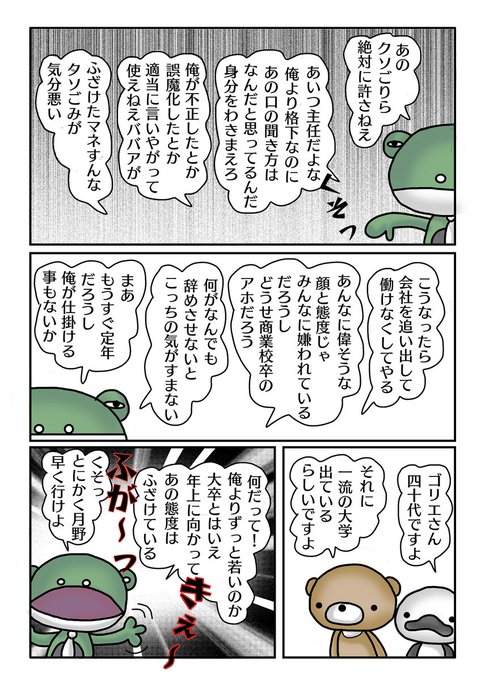 あの
クソごりら
絶対に許さねえ
あいつ主任だよな
俺より格下なのに
あの口の聞き方は
なんだと思ってるんだ
身分をわきまえろ
くそっ
俺が不正したとか
誤魔化したとか
適当に言いやがって
使えねえババアが
ふざけたマネすんな
クソごみが
気分悪い
こうなったら
会社を追い出して
働けなくしてやる
あんなに偉そうな
顔と態度じゃ
みんなに嫌われている
だろうし
どうせ商業校卒の
アホだろう
何がなんでも
辞めさせないと
こっちの気がすまない
まあ
もうすぐ定年
だろうし
俺が仕掛ける
事もないか
ゴリエさん
四十代ですよ
それに
一流の大学
出ている
らしいですよ
何だって！
俺よりずっと若いのか
大卒とはいえ
年上に向かって
あの態度は
ふざけている
きぇ〜
ふが〜っ
くそっ
とにかく月野
早く行けよ